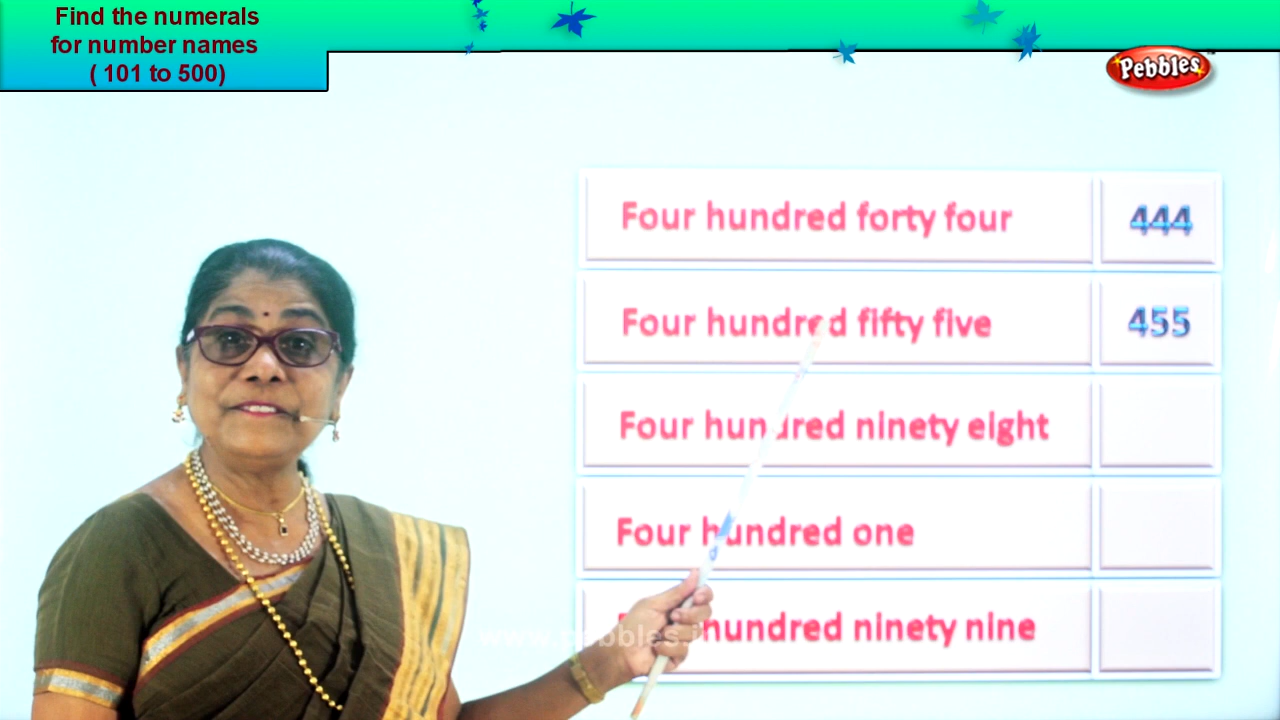 Find the numerals
for number names
( 101 to 500)
Pebbles
Four hundred forty four 444
Four hundred fifty five 455
Four hundred ninety eight
Four hundred one
hundred ninety nine